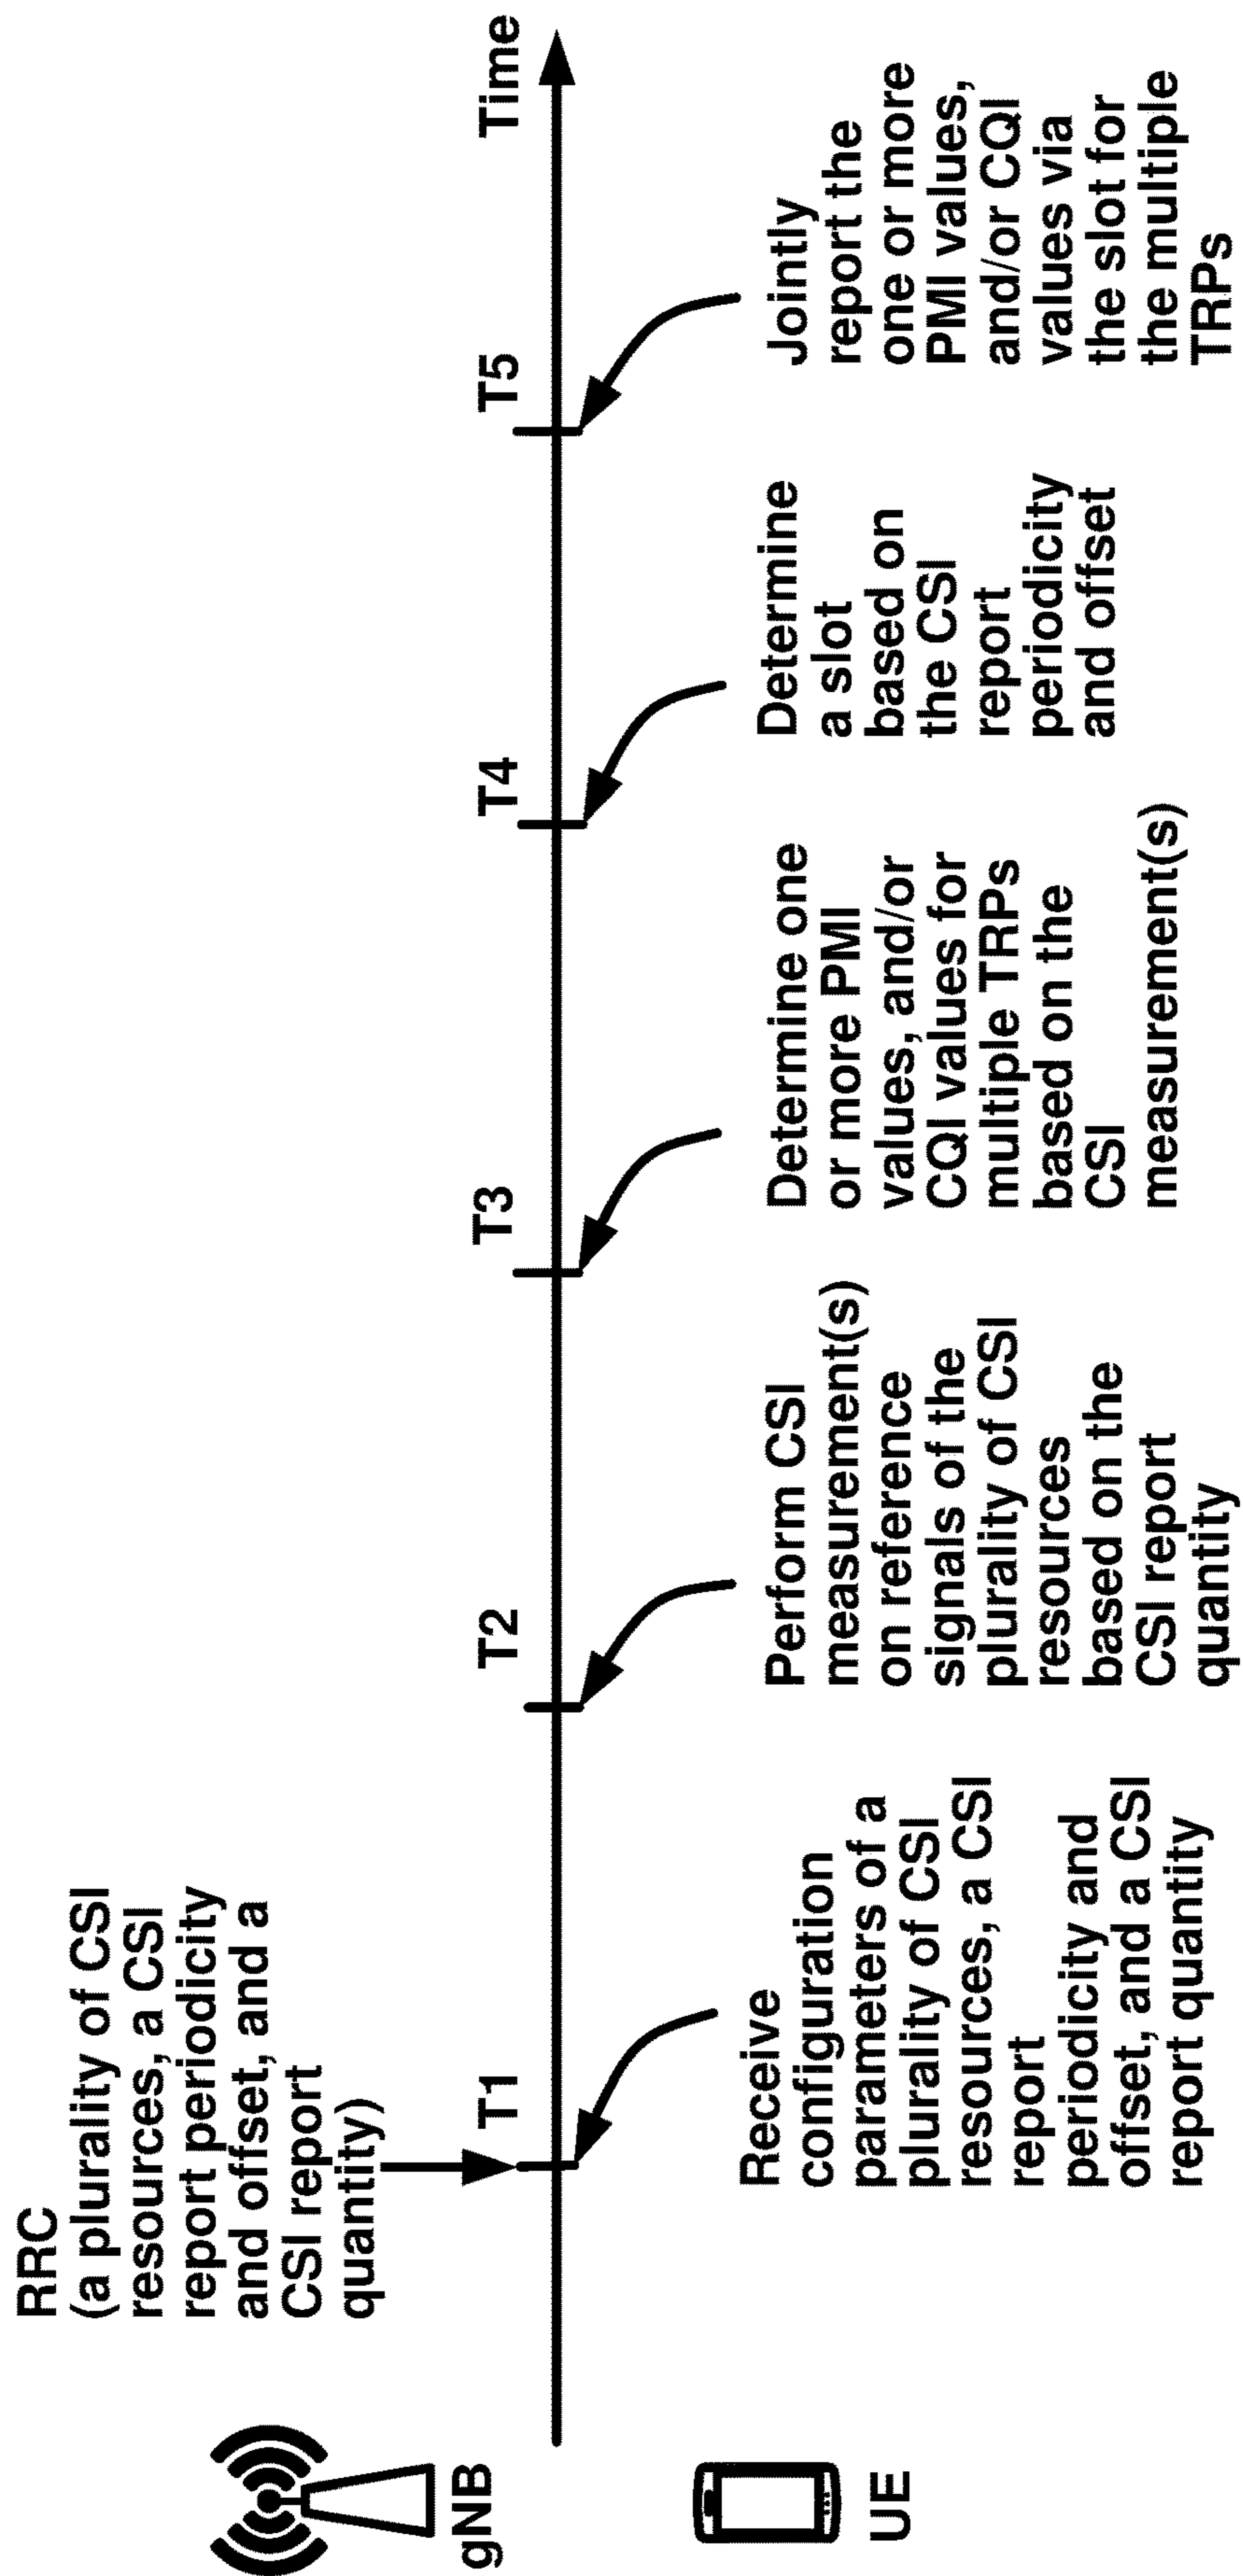 RRC
(a plurality of CSI
resources, a CSI
report periodicity
and offset, and a
CSI report
quantity)
gNB
T1
T2
T3
T4
T5
Time
UE
Receive
configuration
parameters of a
plurality of CSI
resources, a CSI
report
periodicity and
offset, and a CSI
report quantity
Perform CSI
measurement(s)
on reference
signals of the
plurality of CSI
resources
based on the
CSI report
quantity
Determine one
or more PMI
values, and/or
CQI values for
multiple TRPs
based on the
CSI
measurement(s)
Determine
a slot
based on
the CSI
report
periodicity
and offset
Jointly
report the
one or more
PMI values,
and/or CQI
values via
the slot for
the multiple
TRPs